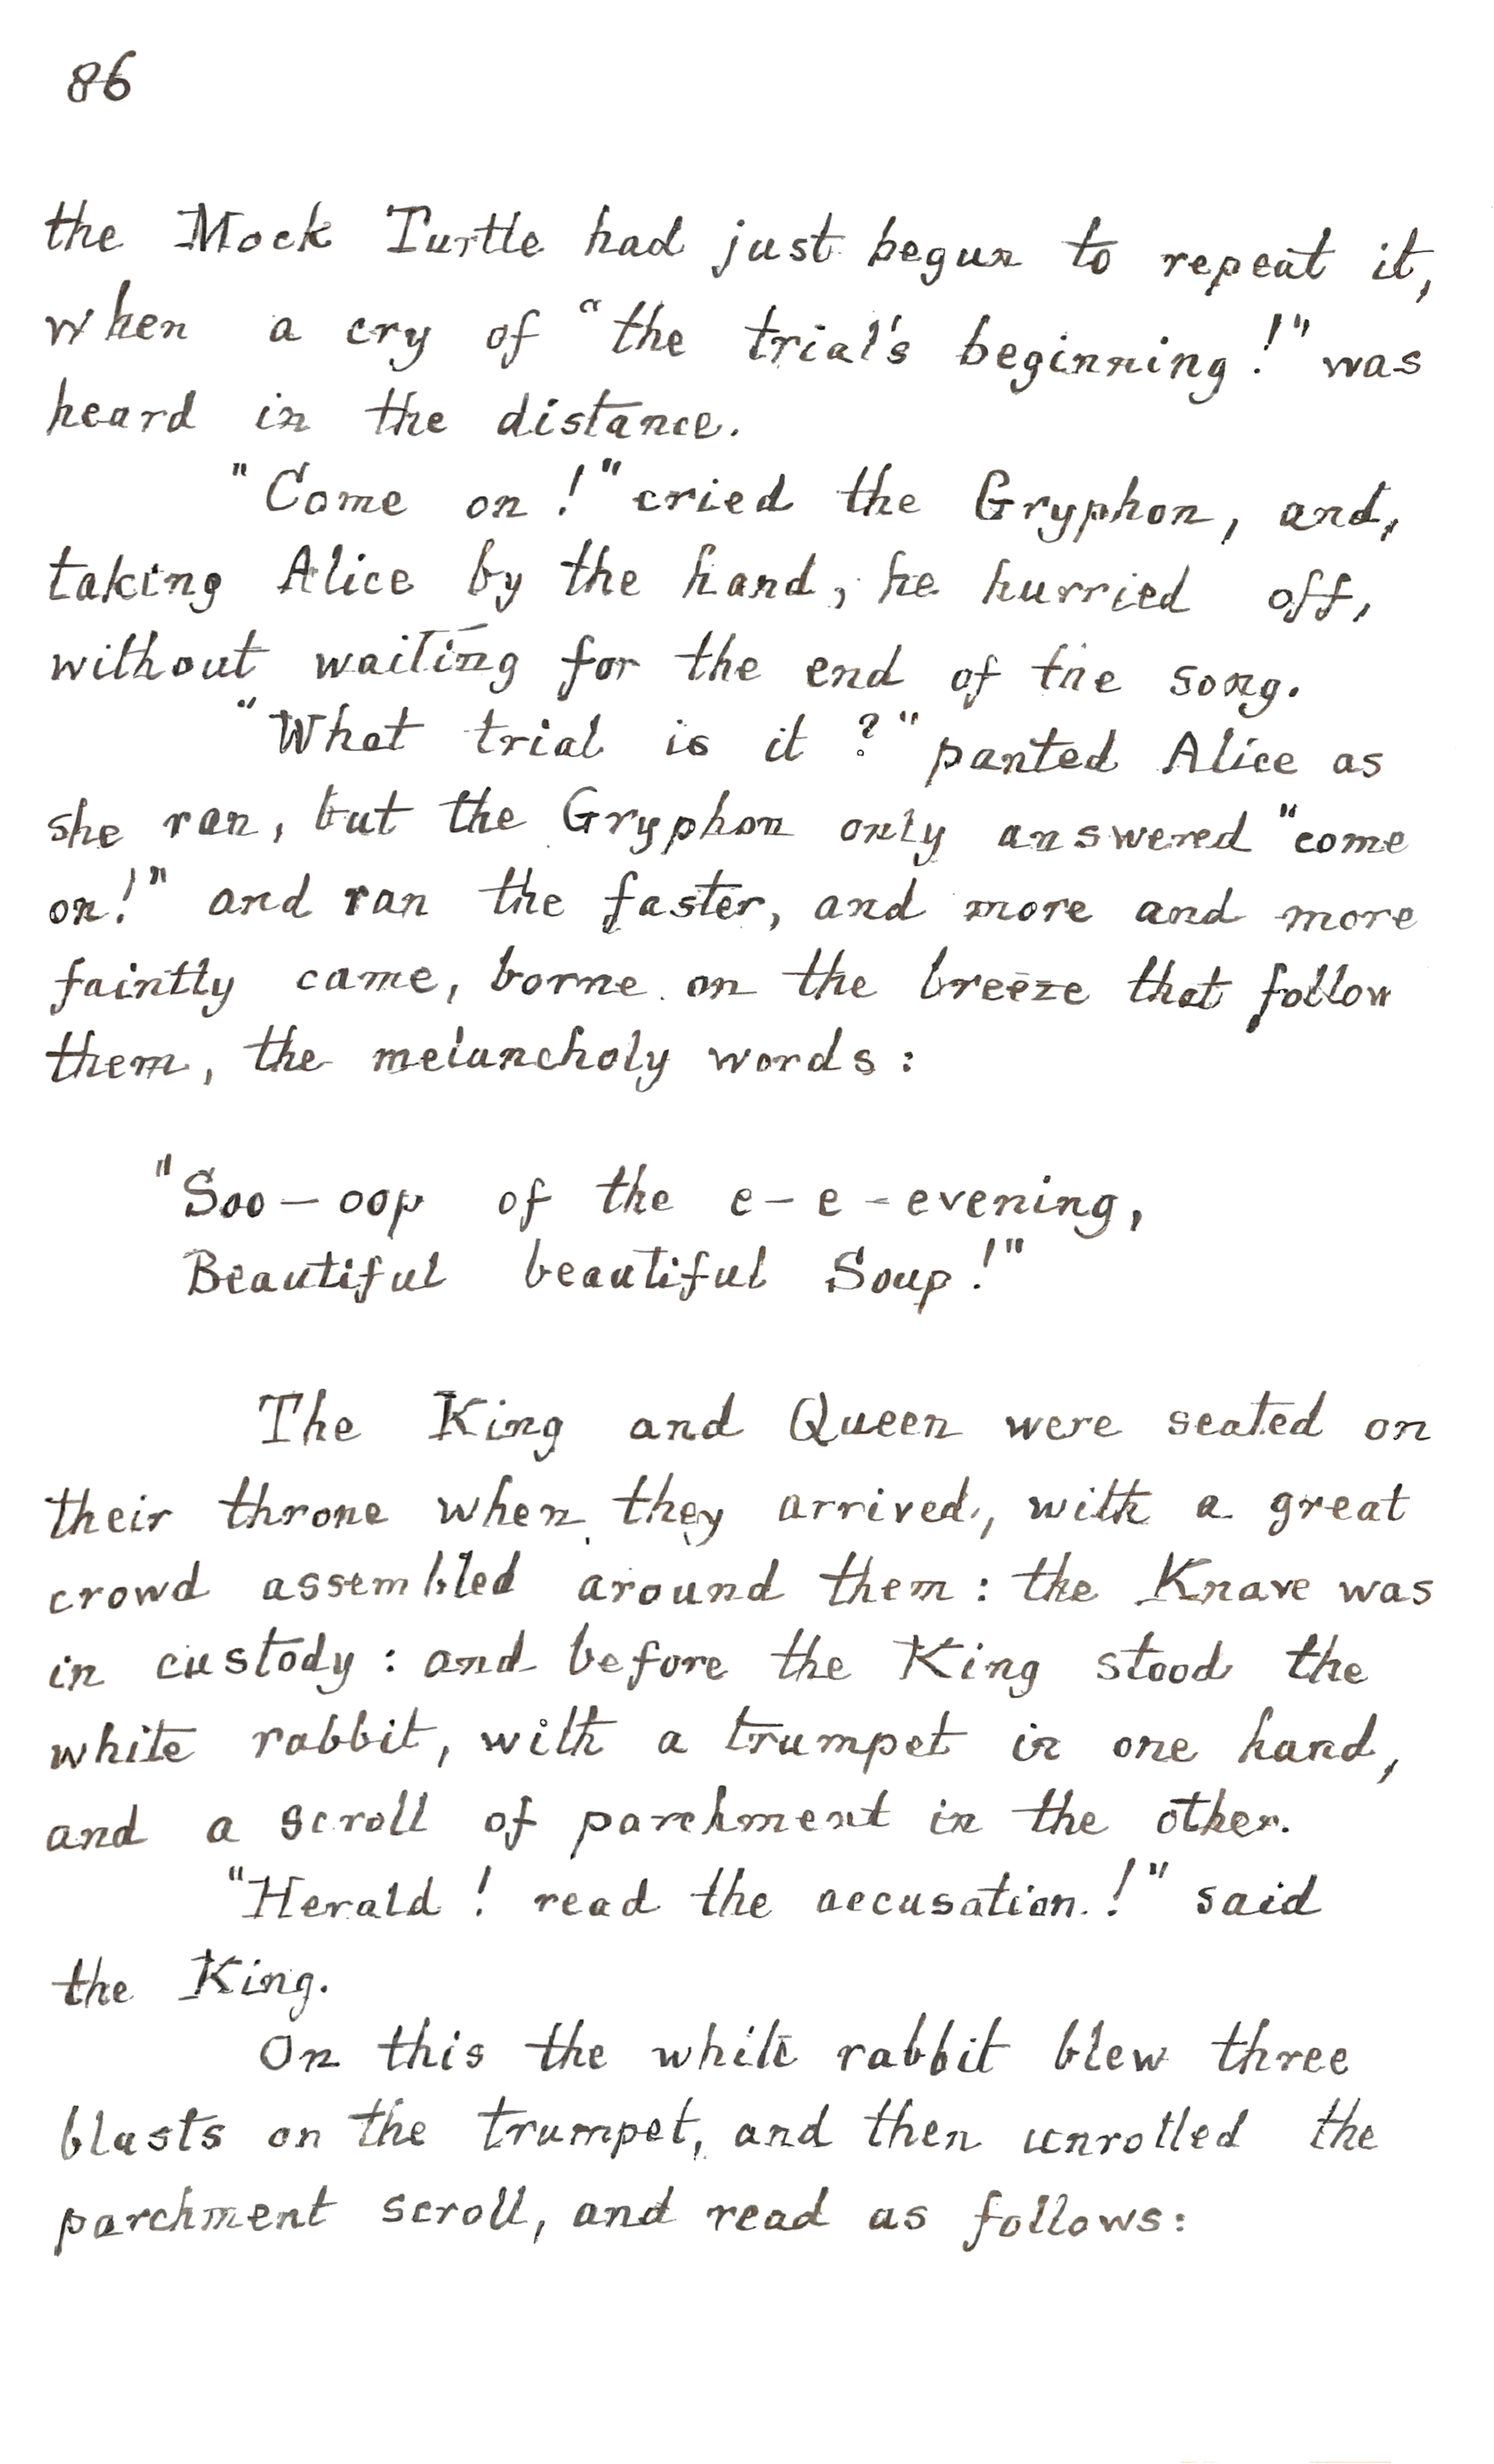 86
the Mock Turtle had just begun to repeat it,
when a cry of "the trial's beginning!" was
heard in the distance.
"Come on!" cried the Gryphon, and,
taking Alice by the hand, he hurried off,
without waiting for the end of the song.
"What trial is it?" panted Alice as
she ran, but the Gryphon only answered "come
on!" and ran the faster, and more and more
faintly came, borne on the breeze that follow
them, the melancholy words:
"Soo—oop of the e—e—evening,
Beautiful beautiful Soup!"
The King and Queen were seated on
their throne when they arrived, with a great
crowd assembled around them: the Knave was
in custody: and before the King stood the
white rabbit, with a trumpet in one hand,
and a scroll of parchment in the other.
"Herald! read the accusation!" said
the King.
On this the white rabbit blew three
blasts on the trumpet, and then unrolled the
parchment scroll, and read as follows: